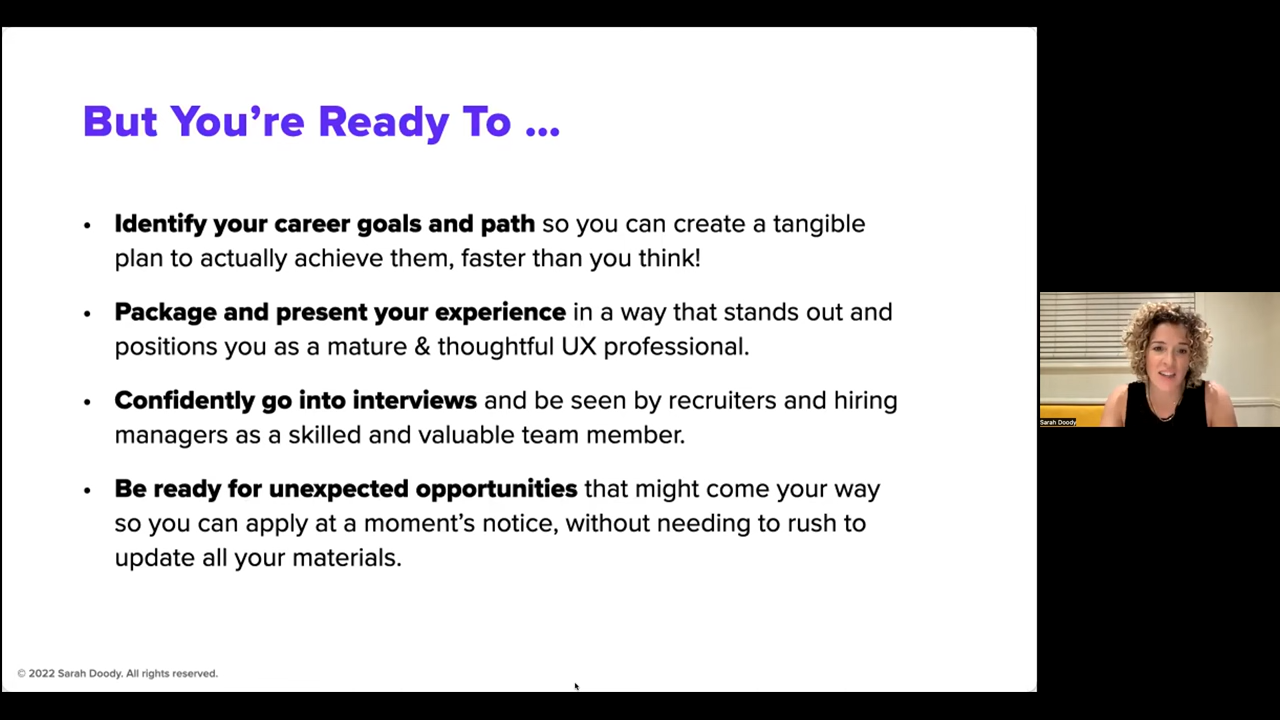 But You’re Ready To ...
• Identify your career goals and path so you can create a tangible
plan to actually achieve them, faster than you think!
• Package and present your experience in a way that stands out and
positions you as a mature & thoughtful UX professional.
• Confidently go into interviews and be seen by recruiters and hiring
managers as a skilled and valuable team member.
• Be ready for unexpected opportunities that might come your way
so you can apply at a moment’s notice, without needing to rush to
update all your materials.
© 2022 Sarah Doody. All rights reserved.
Sarah Doody